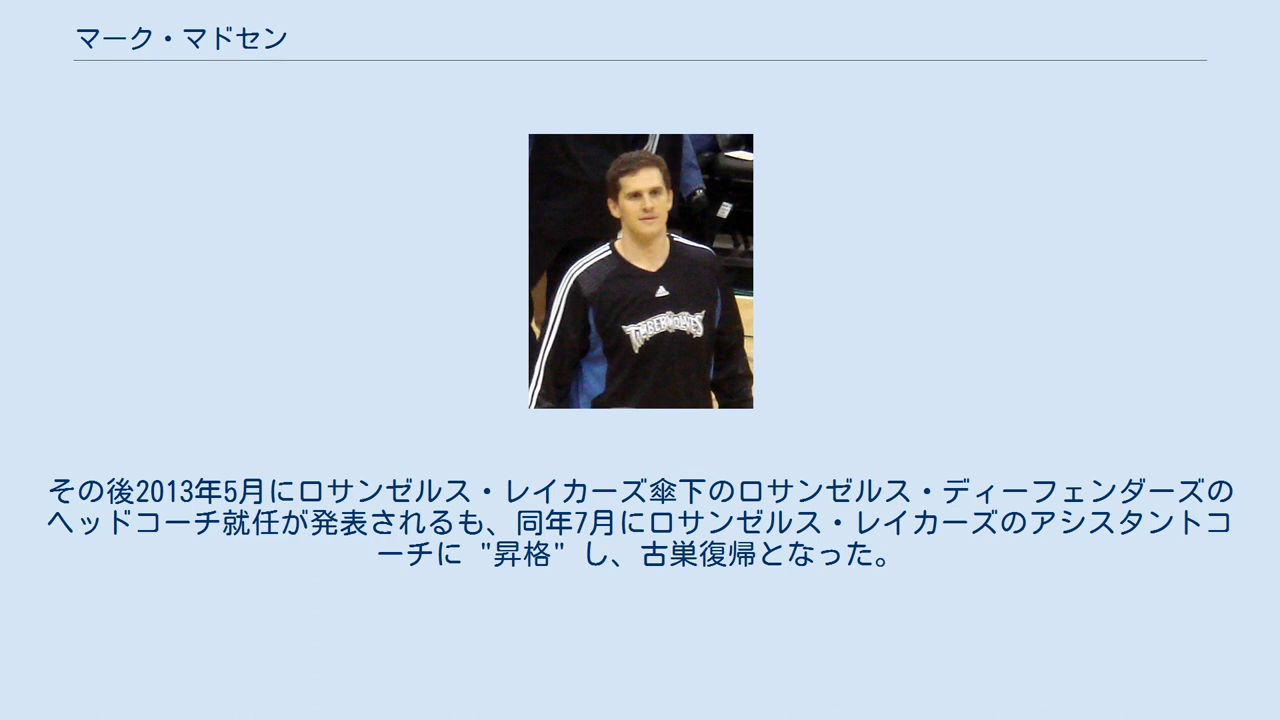 マーク・マドセン
TIMBERWOLVES
その後2013年5月にロサンゼルス・レイカーズ傘下のロサンゼルス・ディーフェンダーズの
ヘッドコーチ就任が発表されるも、同年7月にロサンゼルス・レイカーズのアシスタントコ
ーチに "昇格" し、古巣復帰となった。